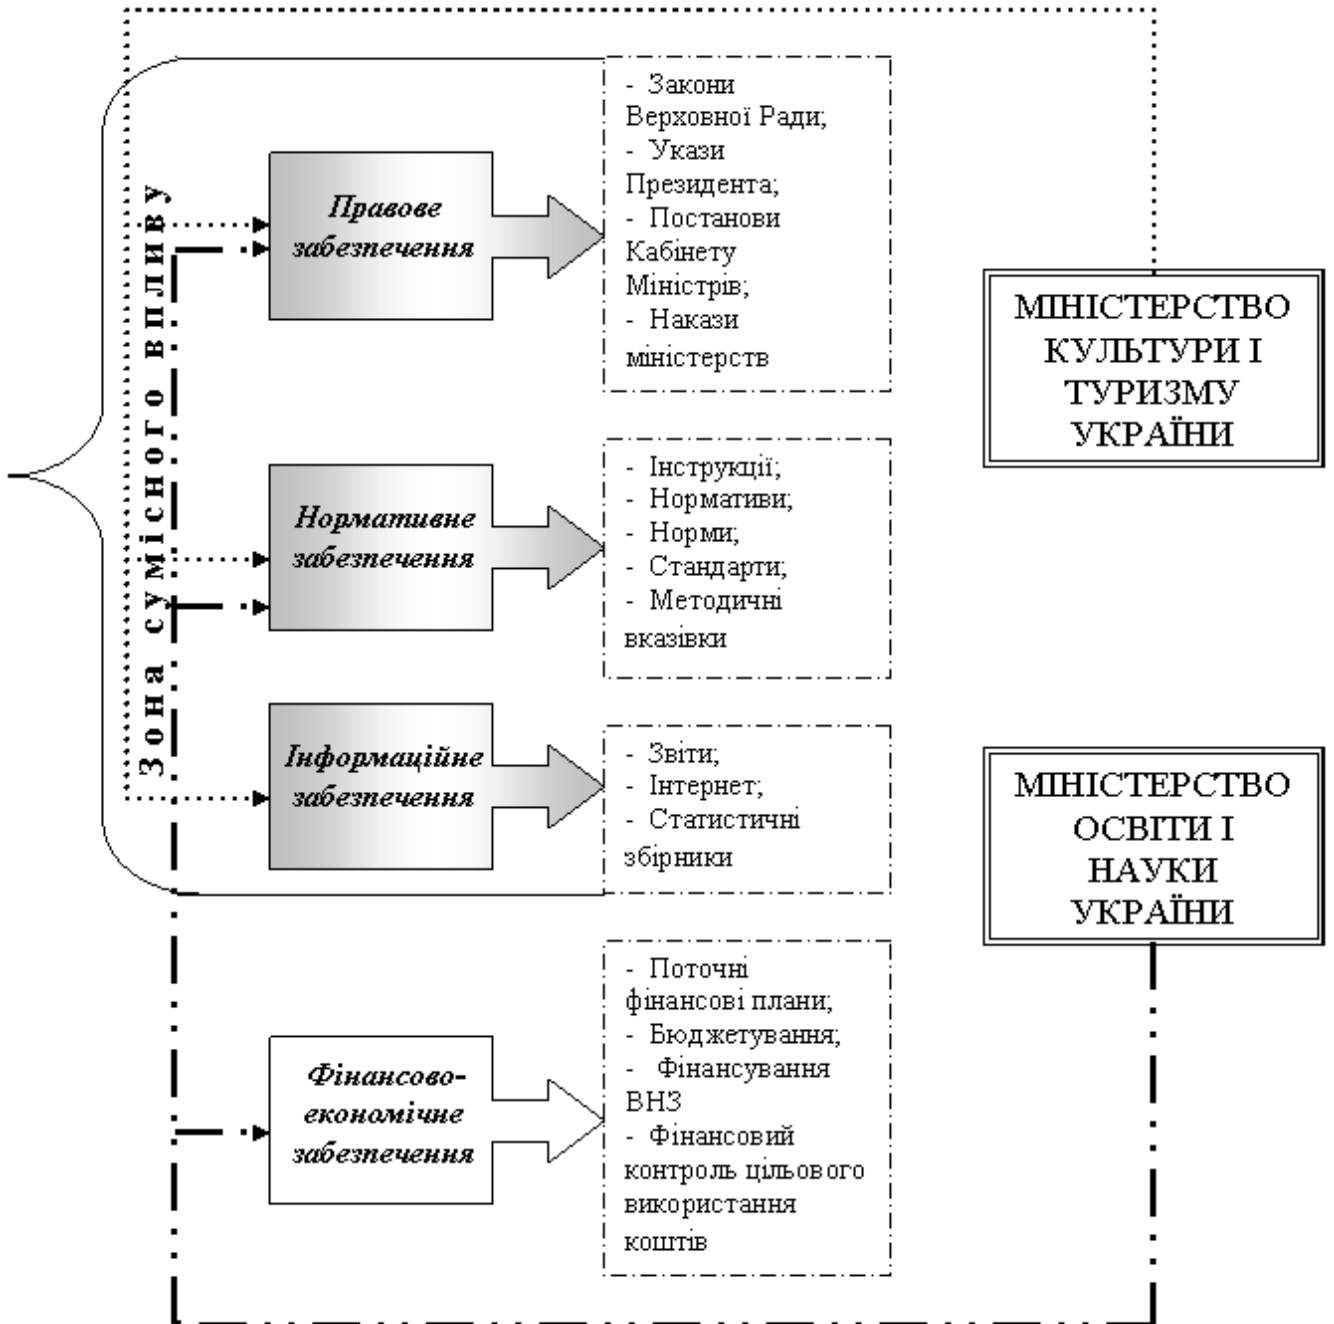 Зона сумісного впливу
Правове
забезпечення
- Закони
Верховної Ради;
- Укази
Президента;
- Постанови
Кабінету
Міністрів;
- Накази
міністерств
МІНІСТЕРСТВО
КУЛЬТУРИ І
ТУРИЗМУ
УКРАЇНИ
Нормативне
забезпечення
- Інструкції;
- Нормативи;
- Норми;
- Стандарти;
- Методичні
вказівки
Інформаційне
забезпечення
- Звіти;
- Інтернет;
- Статистичні
збірники
МІНІСТЕРСТВО
ОСВІТИ І
НАУКИ
УКРАЇНИ
Фінансово-
економічне
забезпечення
- Поточні
фінансові плани;
- Бюджетування;
- Фінансування
ВНЗ
- Фінансовий
контроль цільового
використання
коштів